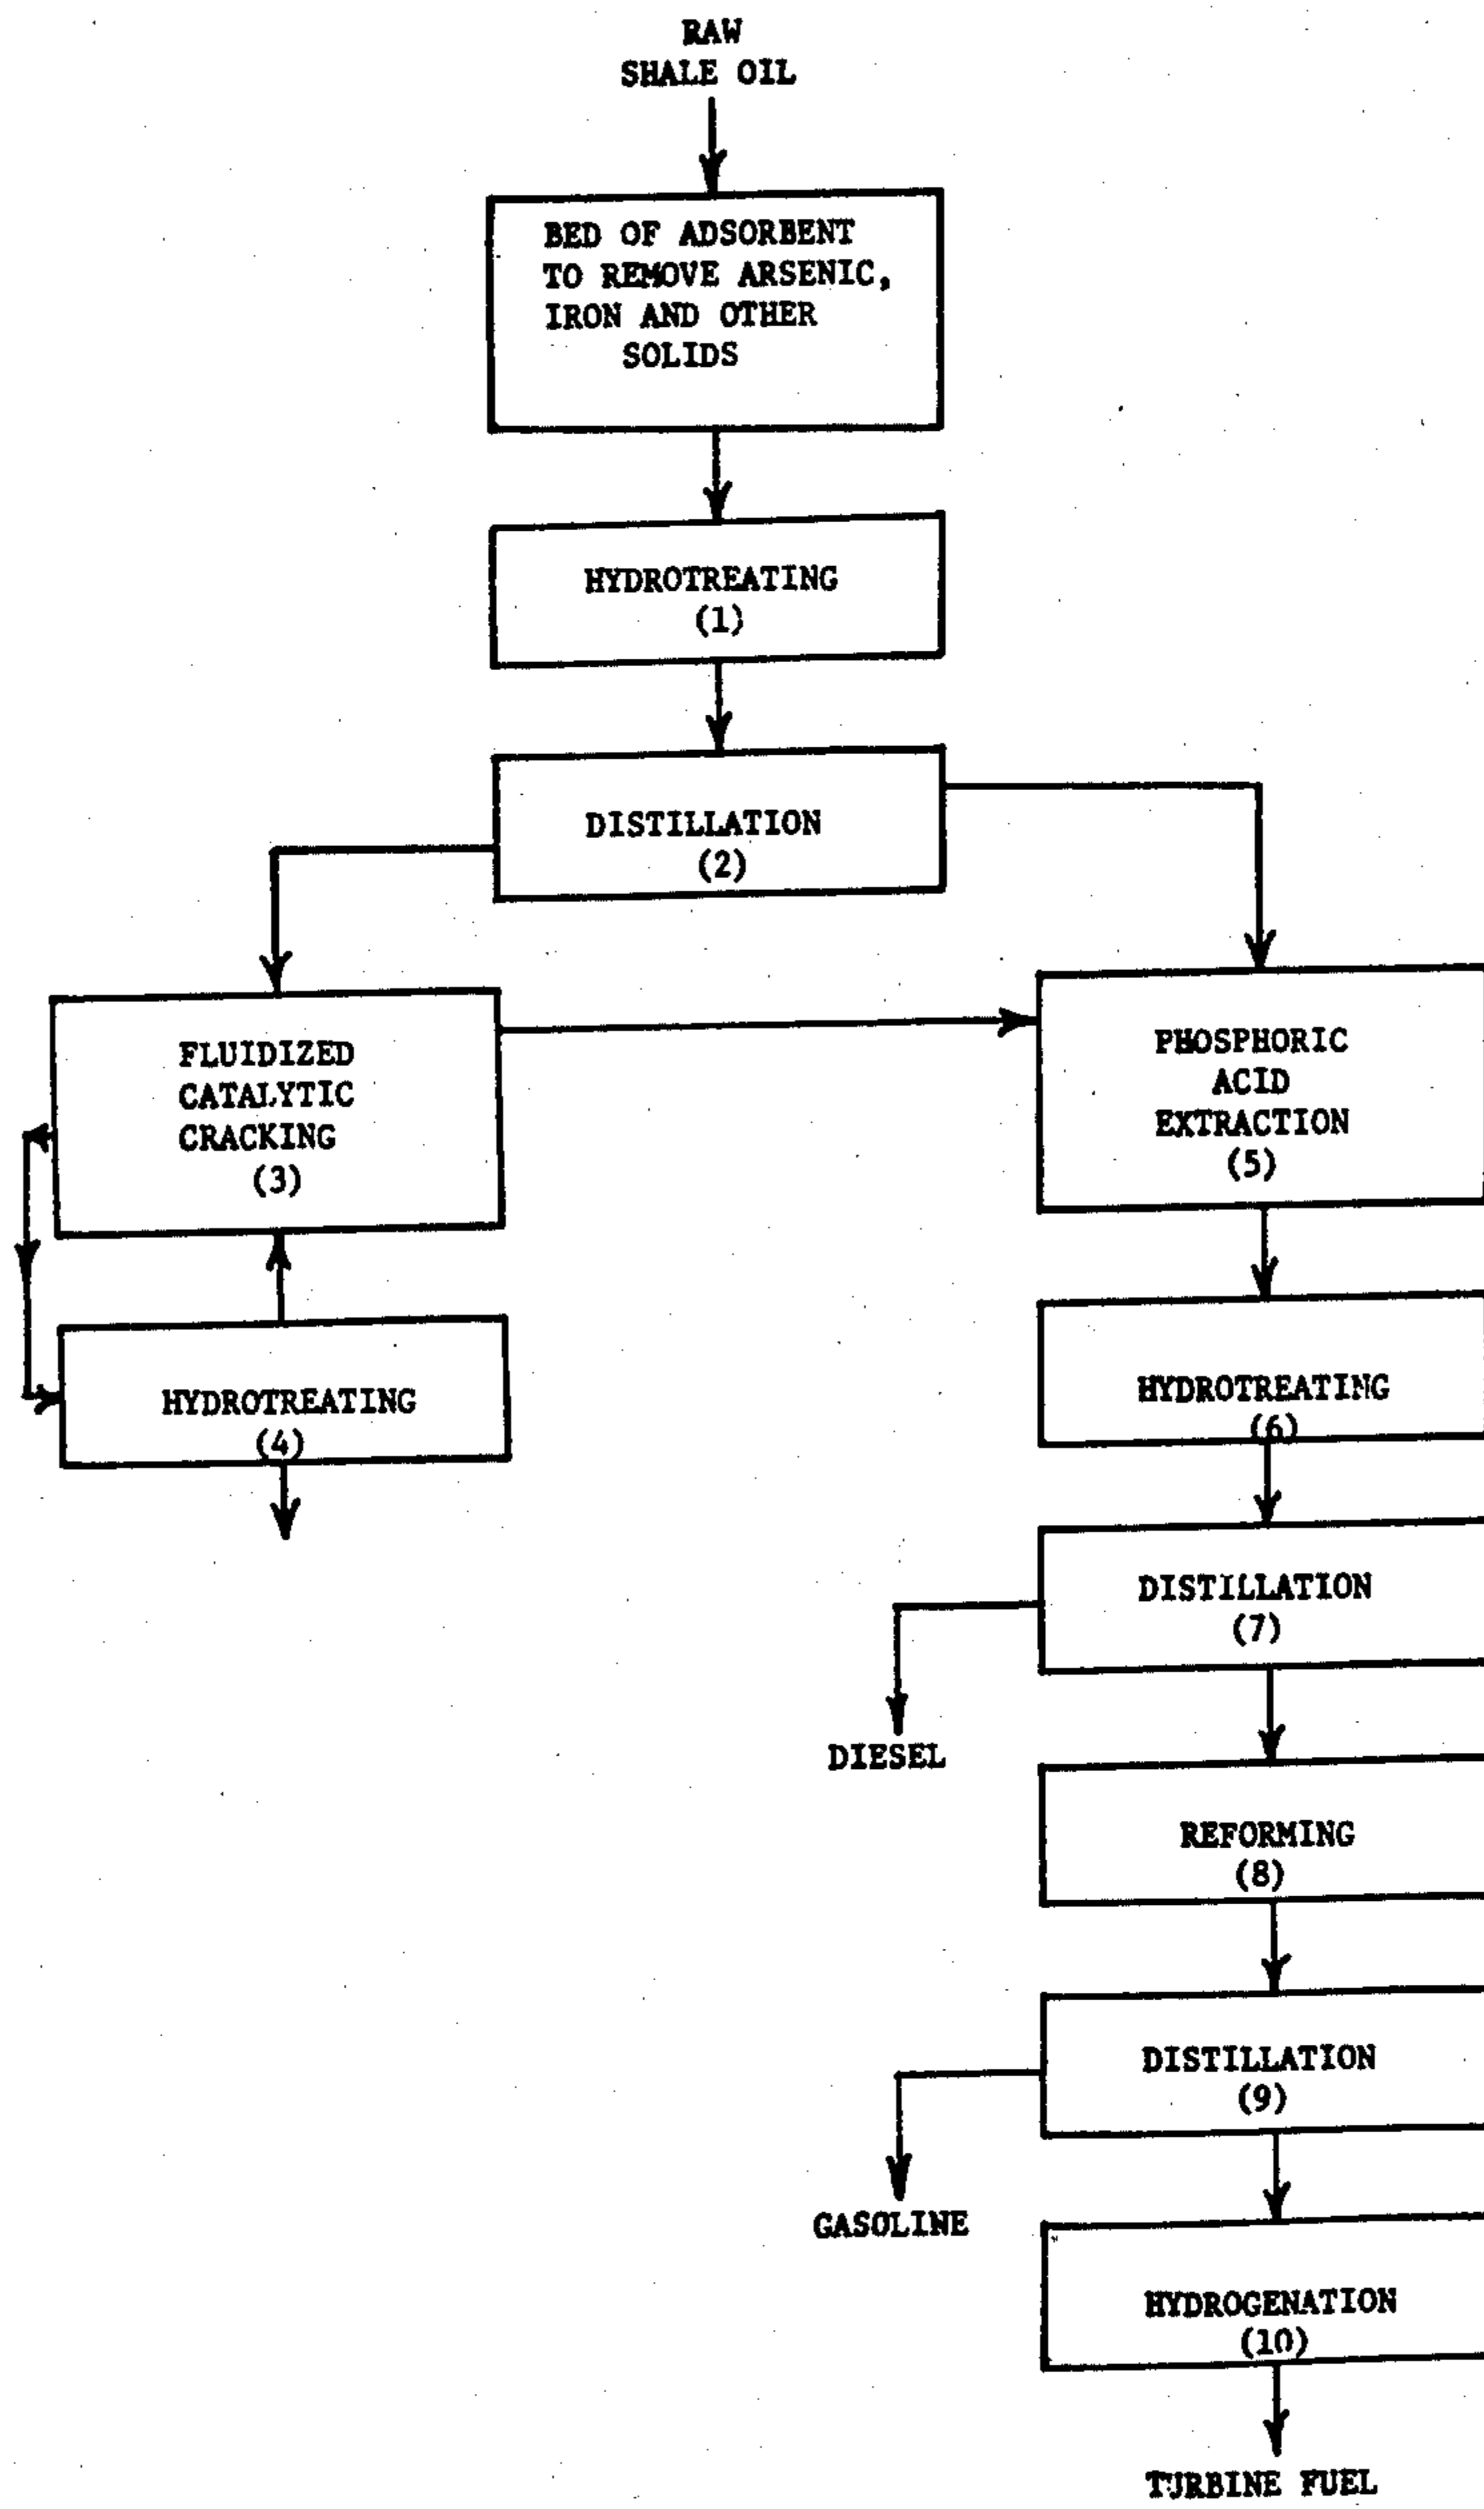 RAW
SHALE OIL
BED OF ADSORBENT
TO REMOVE ARSENIC,
IRON AND OTHER
SOLIDS
HYDROTREATING
(1)
DISTILLATION
(2)
FLUIDIZED
CATALYTIC
CRACKING
(3)
PHOSPHORIC
ACID
EXTRACTION
(5)
HYDROTREATING
(4)
HYDROTREATING
(6)
DISTILLATION
(7)
DIESEL
REFORMING
(8)
DISTILLATION
(9)
GASOLINE
HYDROGENATION
(10)
TURBINE FUEL